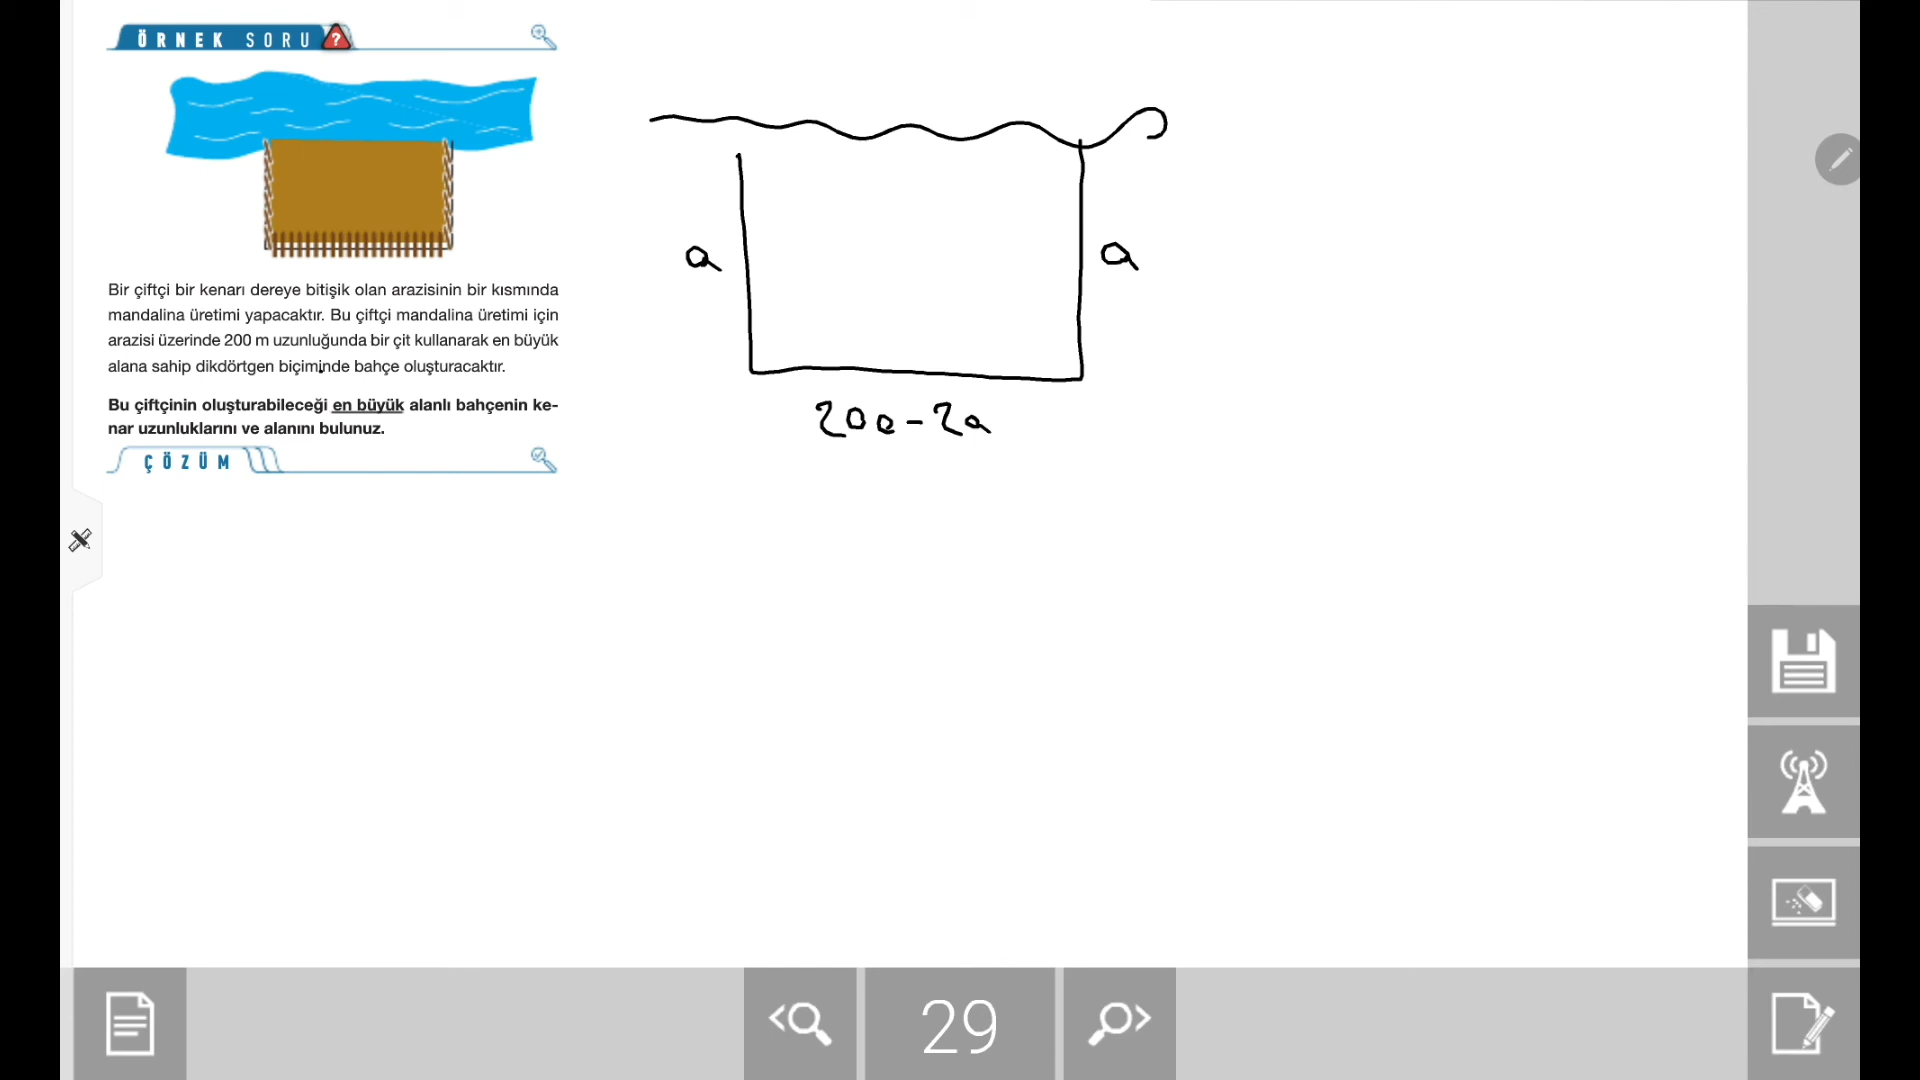 ÖRNEK SORU ?
Bir çiftçi bir kenarı dereye bitişik olan arazisinin bir kısmında
mandalina üretimi yapacaktır. Bu çiftçi mandalina üretimi için
arazisi üzerinde 200 m uzunluğunda bir çit kullanarak en büyük
alana sahip dikdörtgen biçiminde bahçe oluşturacaktır.
Bu çiftçinin oluşturabileceği en büyük alanlı bahçenin ke-
nar uzunluklarını ve alanını bulunuz.
ÇÖZÜM
a
a
200-2a
29